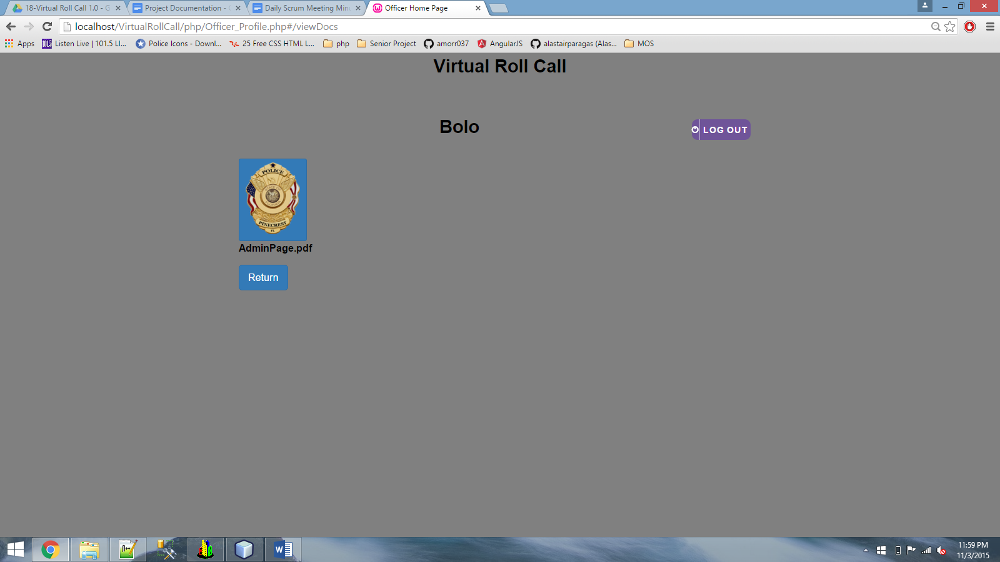 18-Virtual Roll Call 1.0 - G
Project Documentation - G
Daily Scrum Meeting Minu
Officer Home Page
localhost/VirtualRollCall/php/Officer_Profile.php#/viewDocs
Apps
101.5
Listen Live | 101.5 LI...
Police Icons - Downl...
25 Free CSS HTML L...
php
Senior Project
amorr037
AngularJS
alastairparagas (Alas...
MOS
Virtual Roll Call
Bolo
LOG OUT
POLICE
PINECREST
FL
AdminPage.pdf
Return
11:59 PM
11/3/2015